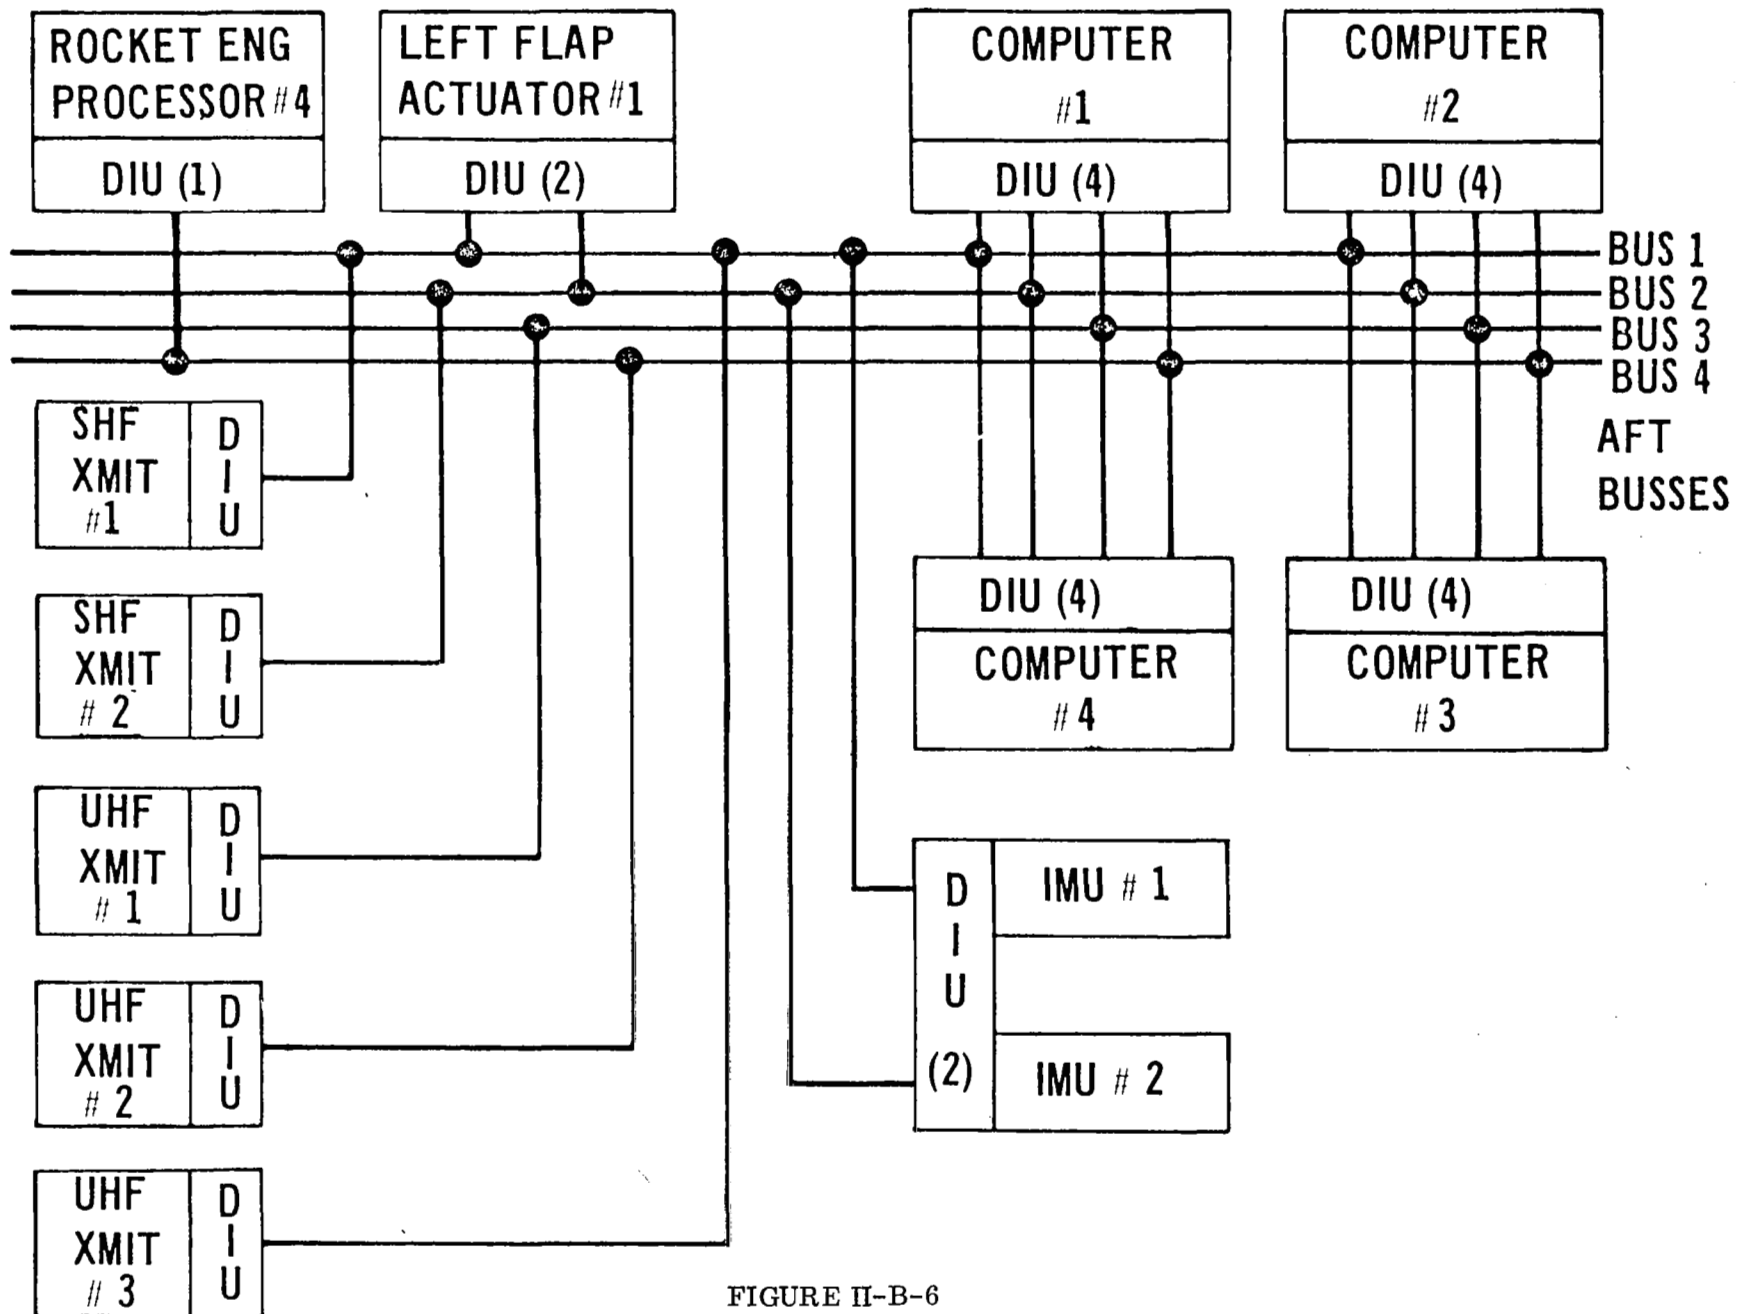 ROCKET ENG
PROCESSOR #4
DIU (1)
LEFT FLAP
ACTUATOR #1
DIU (2)
COMPUTER
#1
DIU (4)
COMPUTER
#2
DIU (4)
BUS 1
BUS 2
BUS 3
BUS 4
AFT
BUSSES
SHF
XMIT
#1
DIU
SHF
XMIT
# 2
DIU
UHF
XMIT
# 1
DIU
UHF
XMIT
# 2
DIU
UHF
XMIT
# 3
DIU
DIU (4)
COMPUTER
# 4
DIU (4)
COMPUTER
# 3
DIU
(2)
IMU # 1
IMU # 2
FIGURE II-B-6